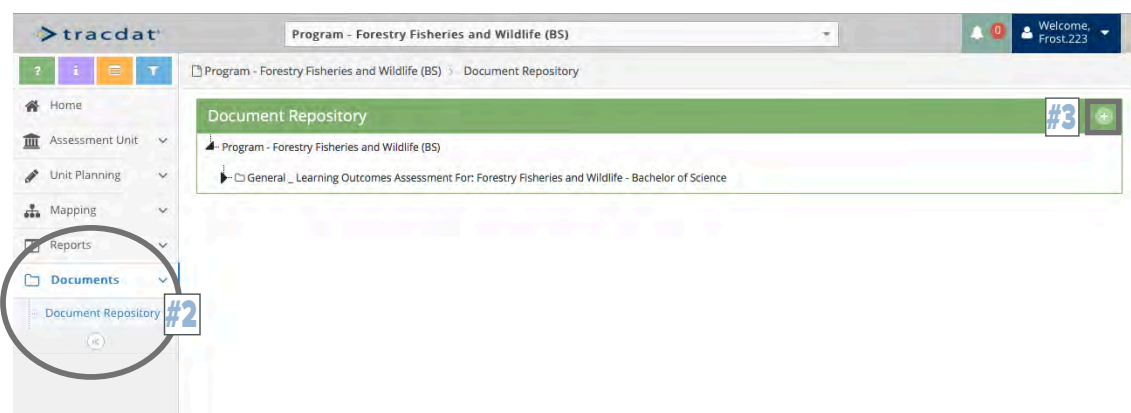 tracdat
Program - Forestry Fisheries and Wildlife (BS)
0
Welcome,
Frost.223
? i
Program - Forestry Fisheries and Wildlife (BS) > Document Repository
Home
Document Repository
#3
Assessment Unit
Program - Forestry Fisheries and Wildlife (BS)
Unit Planning
General _ Learning Outcomes Assessment For: Forestry Fisheries and Wildlife - Bachelor of Science
Mapping
Reports
Documents
Document Repository
#2